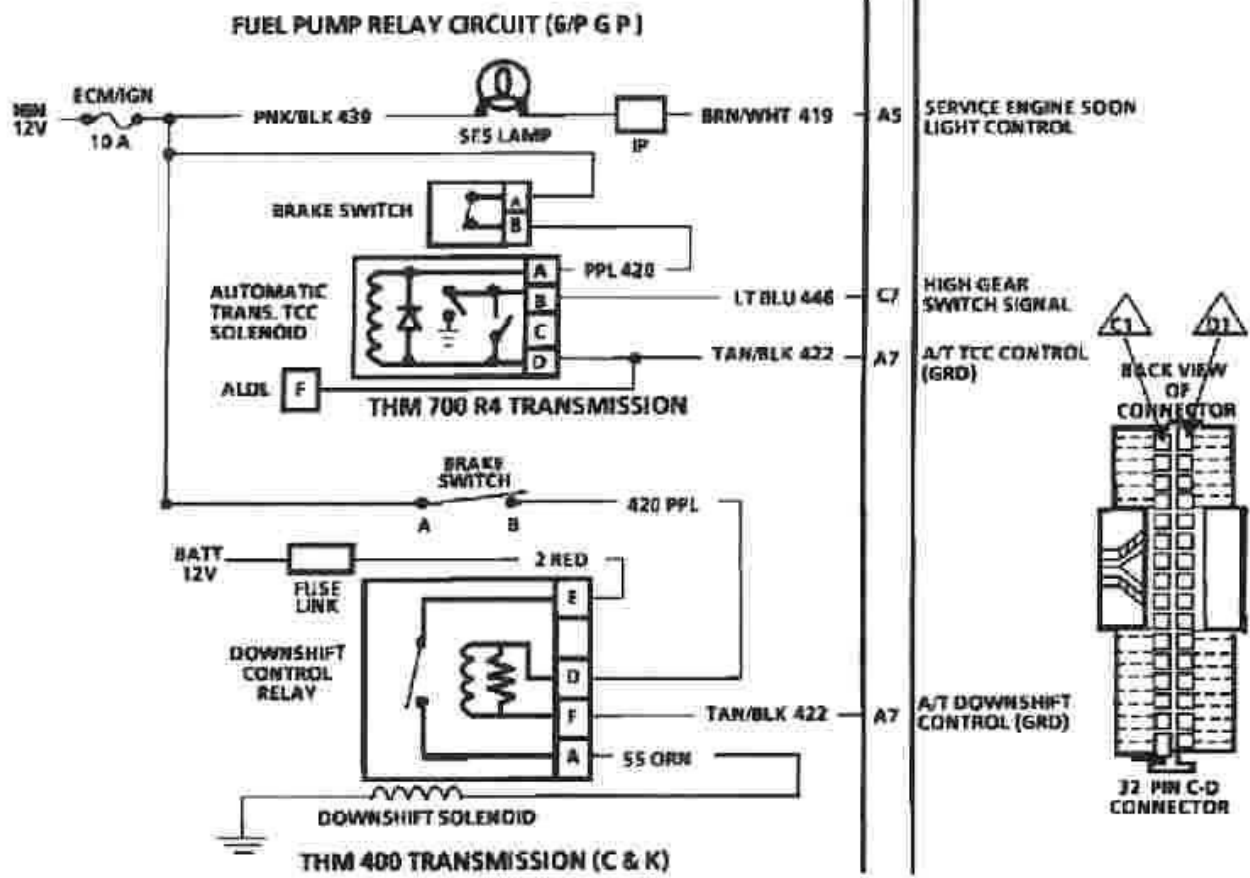 FUEL PUMP RELAY CIRCUIT (6/P G P)
IGN
12V
ECM/IGN
10 A
PNK/BLK 439
SES LAMP
IP
BRN/WHT 419
A5
SERVICE ENGINE SOON
LIGHT CONTROL
BRAKE SWITCH
A
B
AUTOMATIC
TRANS. TCC
SOLENOID
A
B
C
D
PPL 420
LT BLU 446
C7
HIGH GEAR
SWITCH SIGNAL
TAN/BLK 422
A7
A/T TCC CONTROL
(GRD)
ALDL
F
THM 700 R4 TRANSMISSION
C1
D1
BACK VIEW
OF
CONNECTOR
BRAKE
SWITCH
A
B
420 PPL
BATT
12V
FUSE
LINK
2 RED
DOWNSHIFT
CONTROL
RELAY
E
D
F
A
TAN/BLK 422
A7
A/T DOWNSHIFT
CONTROL (GRD)
55 ORN
DOWNSHIFT SOLENOID
THM 400 TRANSMISSION (C & K)
32 PIN C-D
CONNECTOR